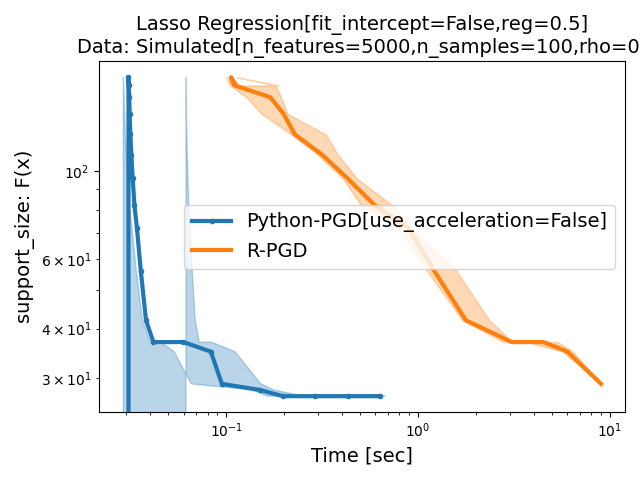 Lasso Regression[fit_intercept=False,reg=0.5]
Data: Simulated[n_features=5000,n_samples=100,rho=0
support_size: F(x)
10²
6 × 10¹
4 × 10¹
3 × 10¹
Python-PGD[use_acceleration=False]
R-PGD
10⁻¹
10⁰
10¹
Time [sec]